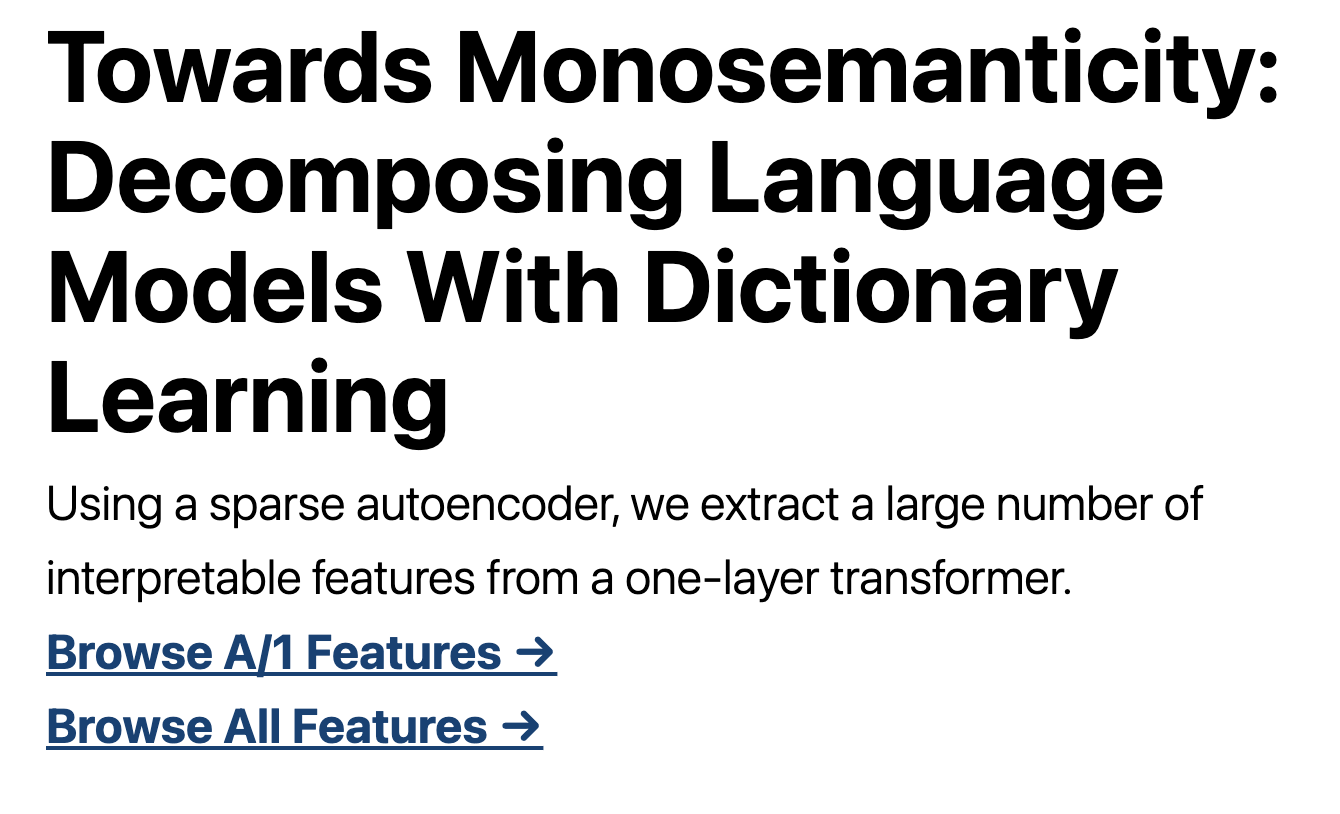 Towards Monosemanticity:
Decomposing Language
Models With Dictionary
Learning
Using a sparse autoencoder, we extract a large number of
interpretable features from a one-layer transformer.
Browse A/1 Features →
Browse All Features →